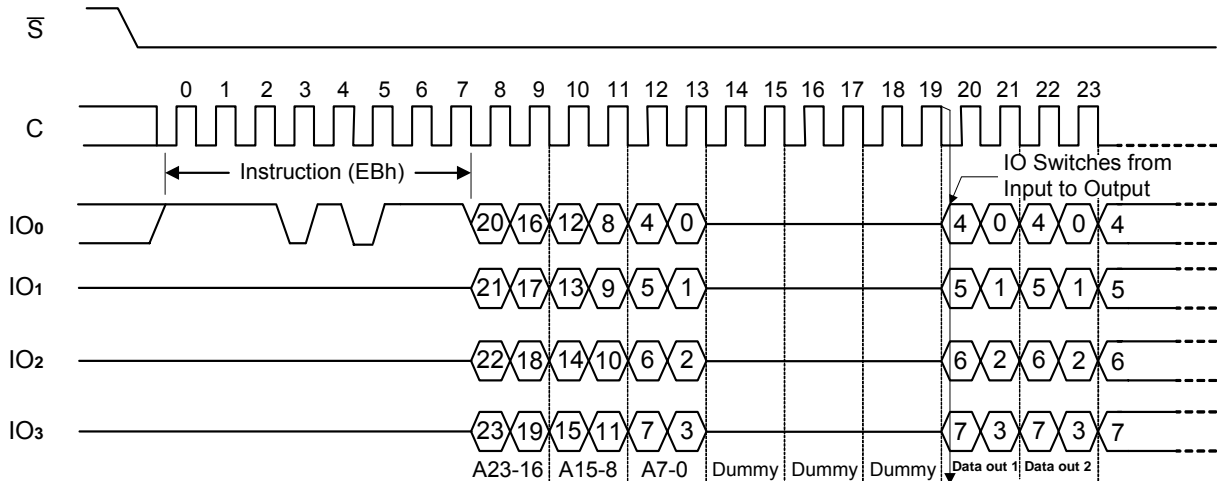 S
0 1 2 3 4 5 6 7 8 9 10 11 12 13 14 15 16 17 18 19 20 21 22 23
C
Instruction (EBh)
IO Switches from
Input to Output
IO0 20 16 12 8 4 0 4 0 4 0 4
IO1 21 17 13 9 5 1 5 1 5 1 5
IO2 22 18 14 10 6 2 6 2 6 2 6
IO3 23 19 15 11 7 3 7 3 7 3 7
A23-16 A15-8 A7-0 Dummy Dummy Dummy Data out 1 Data out 2